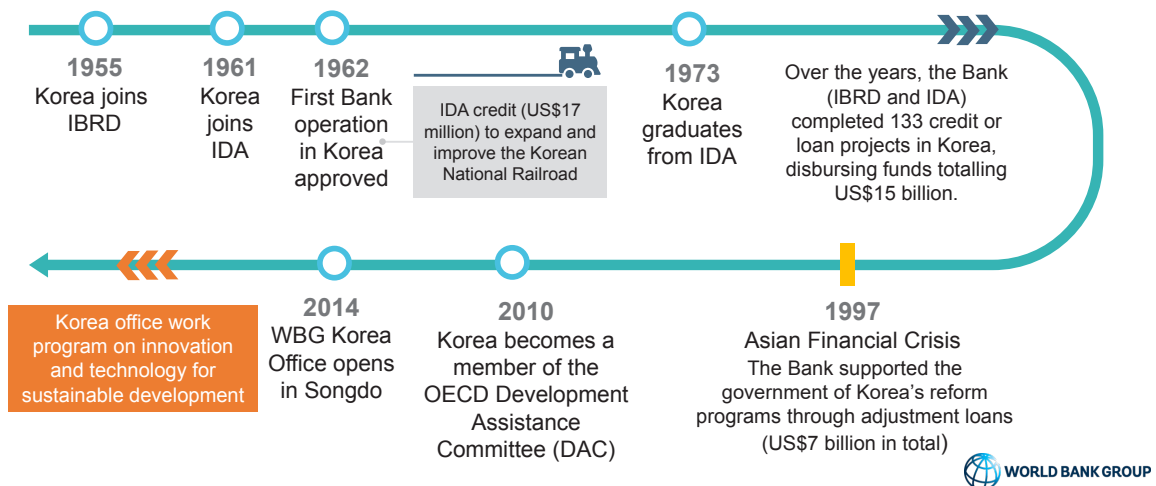 1955
Korea joins
IBRD
1961
Korea
joins
IDA
1962
First Bank
operation
in Korea
approved
IDA credit (US$17
million) to expand and
improve the Korean
National Railroad
1973
Korea
graduates
from IDA
Over the years, the Bank
(IBRD and IDA)
completed 133 credit or
loan projects in Korea,
disbursing funds totalling
US$15 billion.
1997
Asian Financial Crisis
The Bank supported the
government of Korea’s reform
programs through adjustment loans
(US$7 billion in total)
2010
Korea becomes a
member of the
OECD Development
Assistance
Committee (DAC)
2014
WBG Korea
Office opens
in Songdo
Korea office work
program on innovation
and technology for
sustainable development
WORLD BANK GROUP